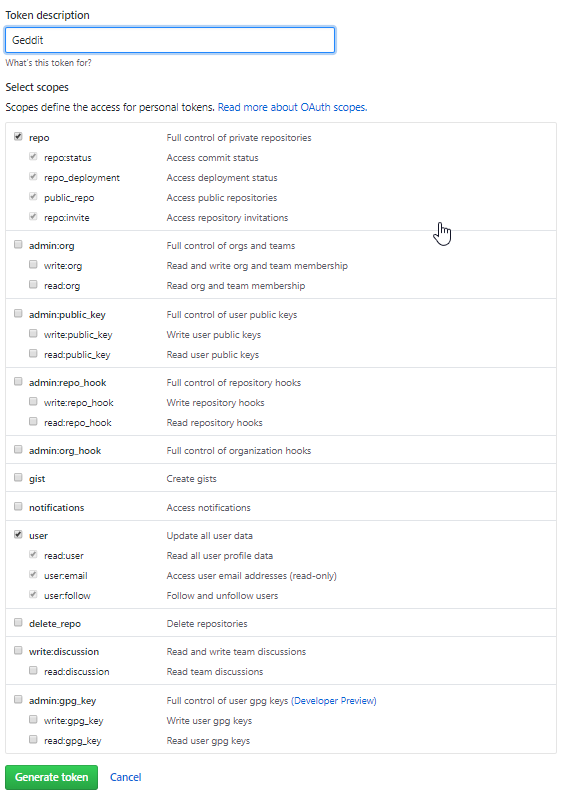 Token description
Geddit
What's this token for?
Select scopes
Scopes define the access for personal tokens. Read more about OAuth scopes.
repo Full control of private repositories
repo:status Access commit status
repo_deployment Access deployment status
public_repo Access public repositories
repo:invite Access repository invitations
admin:org Full control of orgs and teams
write:org Read and write org and team membership
read:org Read org and team membership
admin:public_key Full control of user public keys
write:public_key Write user public keys
read:public_key Read user public keys
admin:repo_hook Full control of repository hooks
write:repo_hook Write repository hooks
read:repo_hook Read repository hooks
admin:org_hook Full control of organization hooks
gist Create gists
notifications Access notifications
user Update all user data
read:user Read all user profile data
user:email Access user email addresses (read-only)
user:follow Follow and unfollow users
delete_repo Delete repositories
write:discussion Read and write team discussions
read:discussion Read team discussions
admin:gpg_key Full control of user gpg keys (Developer Preview)
write:gpg_key Write user gpg keys
read:gpg_key Read user gpg keys
Generate token Cancel